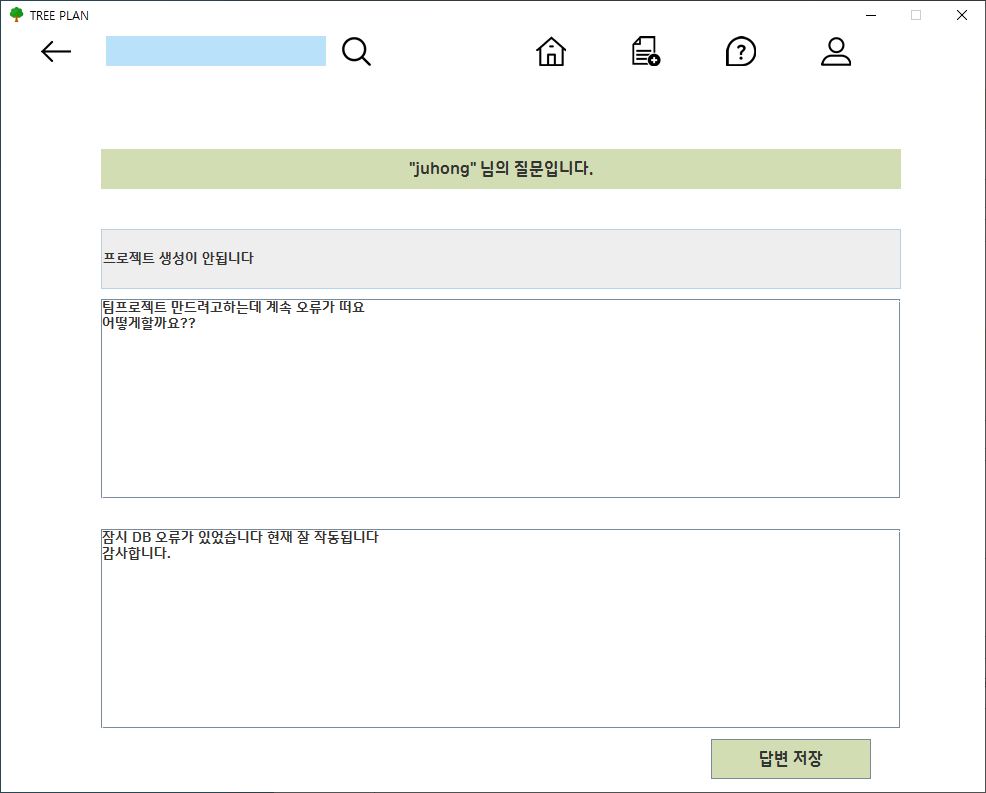 TREE PLAN
"juhong" 님의 질문입니다.
프로젝트 생성이 안됩니다
팀프로젝트 만드려고하는데 계속 오류가 떠요
어떻게할까요??
잠시 DB 오류가 있었습니다 현재 잘 작동됩니다
감사합니다.
답변 저장